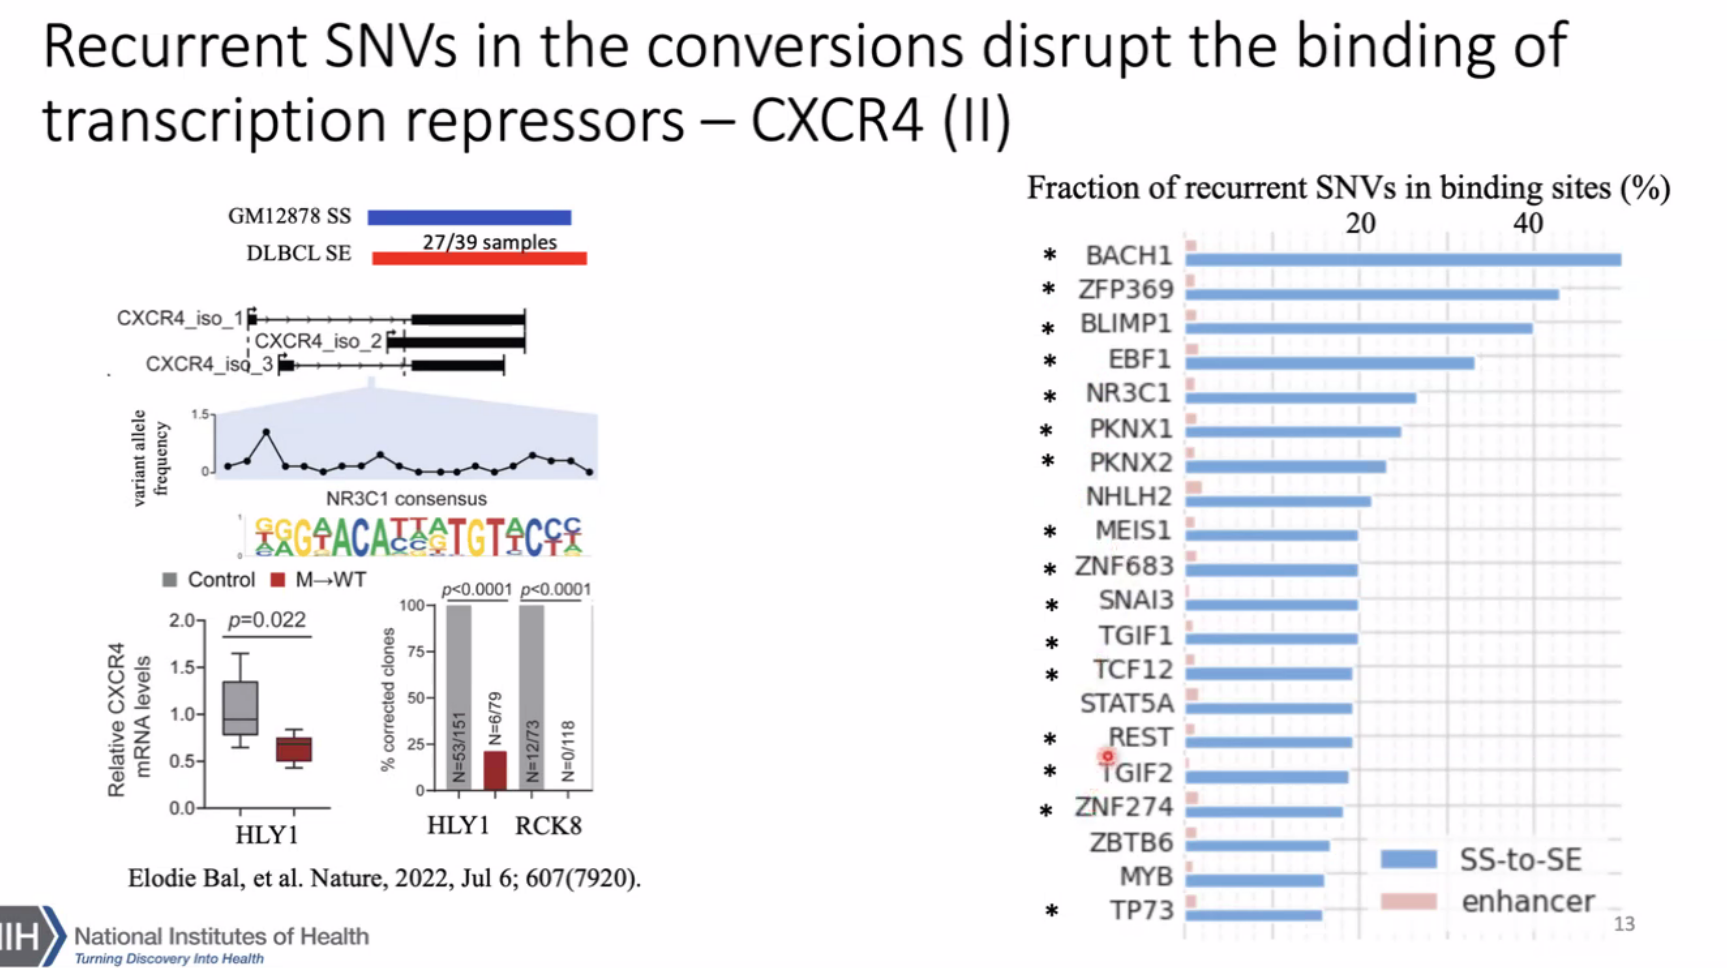 Recurrent SNVs in the conversions disrupt the binding of
transcription repressors – CXCR4 (II)
GM12878 SS
27/39 samples
DLBCL SE
CXCR4_iso_1
CXCR4_iso_2
CXCR4_iso_3
variant allele
frequency
1.5
0
NR3C1 consensus
1
0
Control
M→WT
Relative CXCR4
mRNA levels
2.0
1.5
1.0
0.5
0.0
p=0.022
HLY1
% corrected clones
100
75
50
25
0
p<0.0001 p<0.0001
N=53/151
N=6/79
N=12/73
N=0/118
HLY1 RCK8
Elodie Bal, et al. Nature, 2022, Jul 6; 607(7920).
Fraction of recurrent SNVs in binding sites (%)
20 40
* BACH1
* ZFP369
* BLIMP1
* EBF1
* NR3C1
* PKNX1
* PKNX2
NHLH2
* MEIS1
* ZNF683
* SNAI3
* TGIF1
* TCF12
STAT5A
* REST
* TGIF2
* ZNF274
ZBTB6
MYB
* TP73
SS-to-SE
enhancer
13
NIH
National Institutes of Health
Turning Discovery Into Health